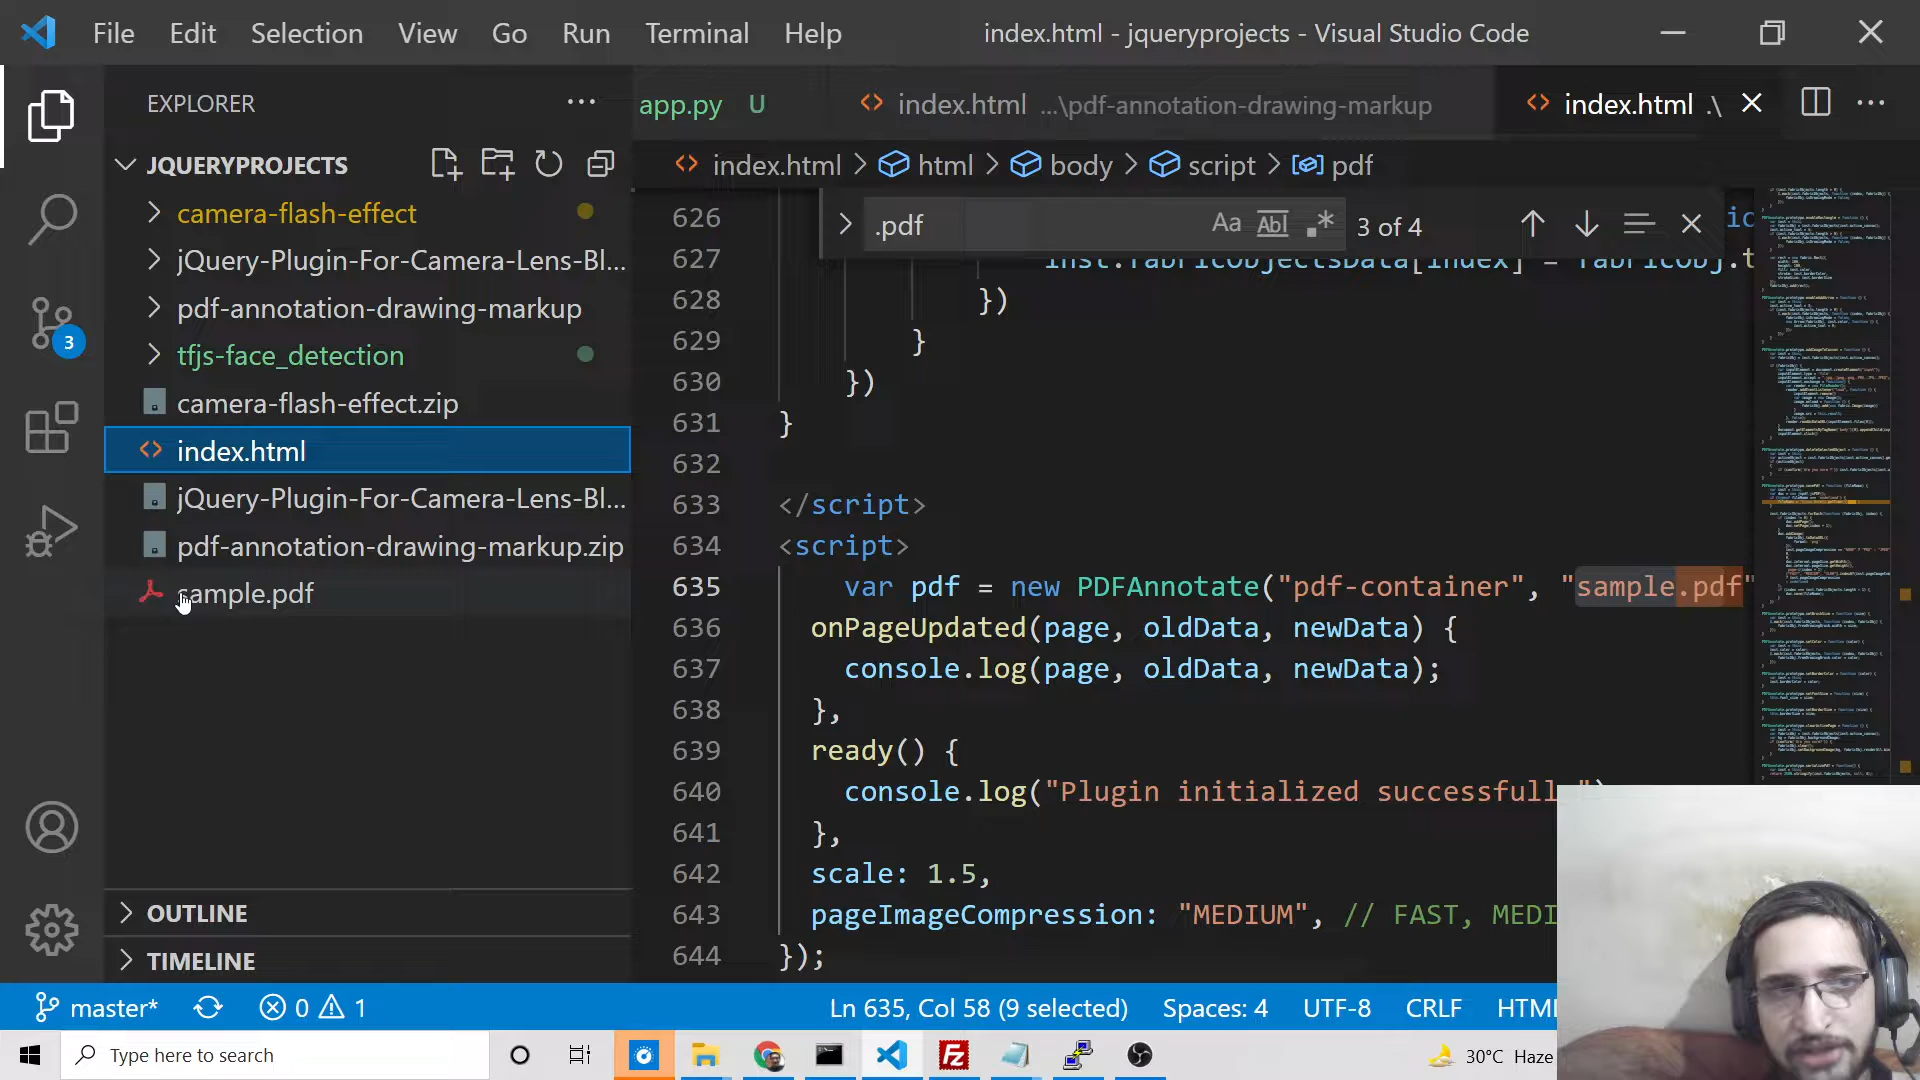 File Edit Selection View Go Run Terminal Help index.html - jqueryprojects - Visual Studio Code
EXPLORER
JQUERYPROJECTS
camera-flash-effect
jQuery-Plugin-For-Camera-Lens-Bl...
pdf-annotation-drawing-markup
tfjs-face_detection
camera-flash-effect.zip
index.html
jQuery-Plugin-For-Camera-Lens-Bl...
pdf-annotation-drawing-markup.zip
sample.pdf
OUTLINE
TIMELINE
3
app.py U index.html ...\pdf-annotation-drawing-markup index.html .\
index.html html body script pdf
.pdf Aa Abl .* 3 of 4
626
627 inst.fabricObjectsData[index] = fabricObj.t
628 })
629 }
630 })
631 }
632
633 </script>
634 <script>
635 var pdf = new PDFAnnotate("pdf-container", "sample.pdf"
636 onPageUpdated(page, oldData, newData) {
637 console.log(page, oldData, newData);
638 },
639 ready() {
640 console.log("Plugin initialized successfull
641 },
642 scale: 1.5,
643 pageImageCompression: "MEDIUM", // FAST, MEDI
644 });
master* 0 1 Ln 635, Col 58 (9 selected) Spaces: 4 UTF-8 CRLF HTM
Type here to search 30°C Haze